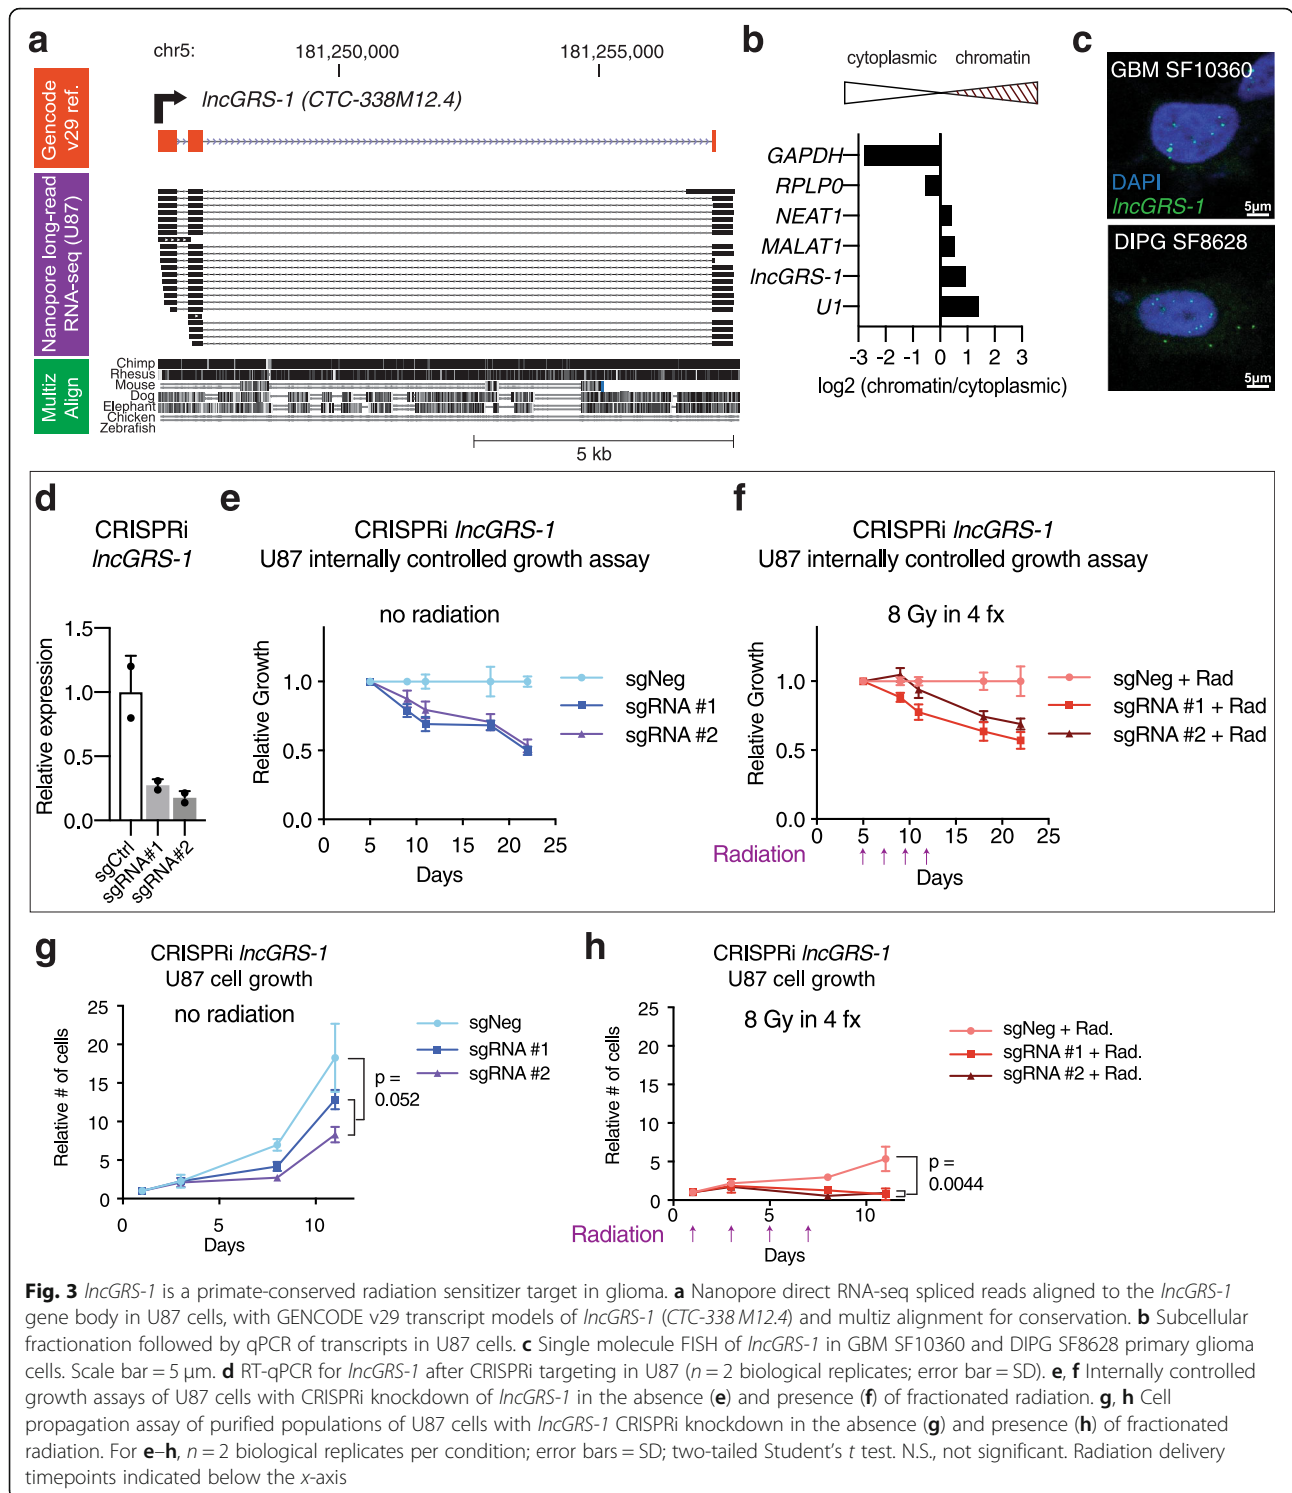 a
chr5:
181,250,000
181,255,000
Gencode
v29 ref.
lncGRS-1 (CTC-338M12.4)
Nanopore long-read
RNA-seq (U87)
Multiz
Align
Chimp
Rhesus
Mouse
Dog
Elephant
Chicken
Zebrafish
5 kb
b
cytoplasmic
chromatin
GAPDH
RPLP0
NEAT1
MALAT1
lncGRS-1
U1
-3 -2 -1 0 1 2 3
log2 (chromatin/cytoplasmic)
c
GBM SF10360
DAPI
lncGRS-1
5µm
DIPG SF8628
5µm
d
CRISPRi
lncGRS-1
Relative expression
1.5
1.0
0.5
0.0
sgCtrl
sgRNA#1
sgRNA#2
e
CRISPRi lncGRS-1
U87 internally controlled growth assay
no radiation
Relative Growth
1.0
0.5
0.0
0 5 10 15 20 25
Days
sgNeg
sgRNA #1
sgRNA #2
f
CRISPRi lncGRS-1
U87 internally controlled growth assay
8 Gy in 4 fx
Relative Growth
1.0
0.5
0.0
0 5 10 15 20 25
Radiation
Days
sgNeg + Rad
sgRNA #1 + Rad
sgRNA #2 + Rad
g
CRISPRi lncGRS-1
U87 cell growth
no radiation
Relative # of cells
25
20
15
10
5
0
0 5 10
Days
sgNeg
sgRNA #1
sgRNA #2
p =
0.052
h
CRISPRi lncGRS-1
U87 cell growth
8 Gy in 4 fx
Relative # of cells
25
20
15
10
5
0
0 5 10
Radiation
Days
sgNeg + Rad.
sgRNA #1 + Rad.
sgRNA #2 + Rad.
p =
0.0044
Fig. 3 lncGRS-1 is a primate-conserved radiation sensitizer target in glioma. a Nanopore direct RNA-seq spliced reads aligned to the lncGRS-1
gene body in U87 cells, with GENCODE v29 transcript models of lncGRS-1 (CTC-338 M12.4) and multiz alignment for conservation. b Subcellular
fractionation followed by qPCR of transcripts in U87 cells. c Single molecule FISH of lncGRS-1 in GBM SF10360 and DIPG SF8628 primary glioma
cells. Scale bar = 5 μm. d RT-qPCR for lncGRS-1 after CRISPRi targeting in U87 (n = 2 biological replicates; error bar = SD). e, f Internally controlled
growth assays of U87 cells with CRISPRi knockdown of lncGRS-1 in the absence (e) and presence (f) of fractionated radiation. g, h Cell
propagation assay of purified populations of U87 cells with lncGRS-1 CRISPRi knockdown in the absence (g) and presence (h) of fractionated
radiation. For e–h, n = 2 biological replicates per condition; error bars = SD; two-tailed Student's t test. N.S., not significant. Radiation delivery
timepoints indicated below the x-axis